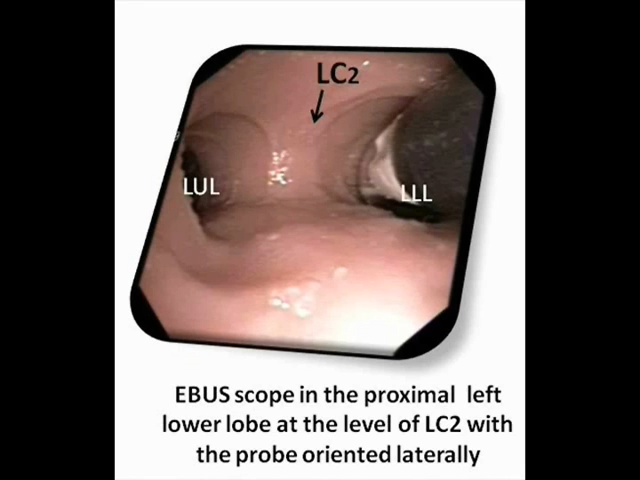 LC2
LUL
LLL
EBUS scope in the proximal left
lower lobe at the level of LC2 with
the probe oriented laterally